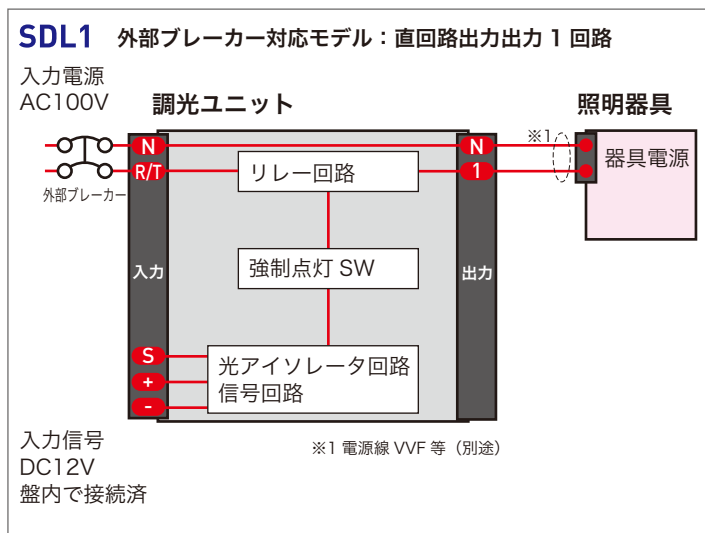 SDL1 外部ブレーカー対応モデル：直回路出力出力 1 回路
入力電源
AC100V
調光ユニット
照明器具
N
R/T
外部ブレーカー
リレー回路
N
1
※1
器具電源
強制点灯 SW
入力
出力
S
+
-
光アイソレータ回路
信号回路
入力信号
DC12V
盤内で接続済
※1 電源線 VVF 等（別途）